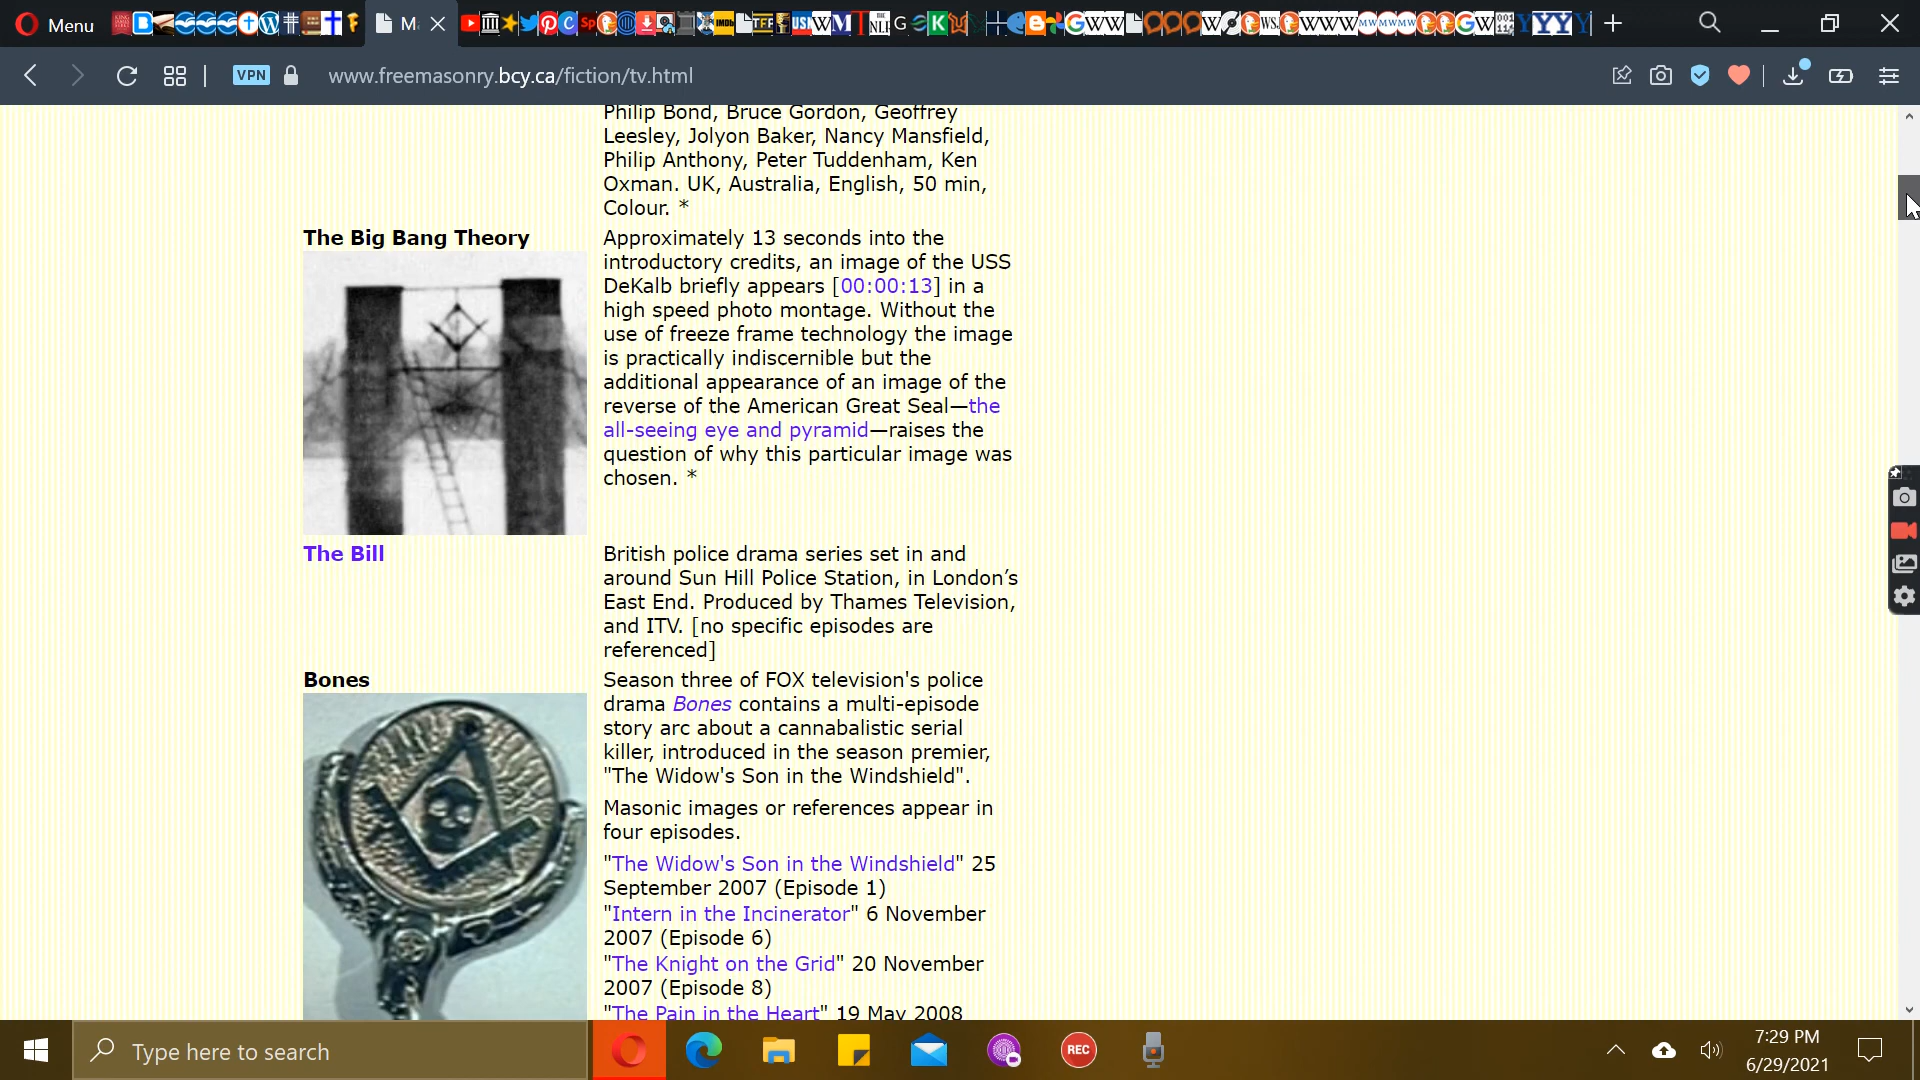 Menu
M
VPN
www.freemasonry.bcy.ca/fiction/tv.html
Philip Bond, Bruce Gordon, Geoffrey
Leesley, Jolyon Baker, Nancy Mansfield,
Philip Anthony, Peter Tuddenham, Ken
Oxman. UK, Australia, English, 50 min,
Colour. *
The Big Bang Theory
Approximately 13 seconds into the
introductory credits, an image of the USS
DeKalb briefly appears [00:00:13] in a
high speed photo montage. Without the
use of freeze frame technology the image
is practically indiscernible but the
additional appearance of an image of the
reverse of the American Great Seal—the
all-seeing eye and pyramid—raises the
question of why this particular image was
chosen. *
The Bill
British police drama series set in and
around Sun Hill Police Station, in London’s
East End. Produced by Thames Television,
and ITV. [no specific episodes are
referenced]
Bones
Season three of FOX television's police
drama Bones contains a multi-episode
story arc about a cannabalistic serial
killer, introduced in the season premier,
"The Widow's Son in the Windshield".
Masonic images or references appear in
four episodes.
"The Widow's Son in the Windshield" 25
September 2007 (Episode 1)
"Intern in the Incinerator" 6 November
2007 (Episode 6)
"The Knight on the Grid" 20 November
2007 (Episode 8)
"The Pain in the Heart" 19 May 2008
Type here to search
REC
7:29 PM
6/29/2021